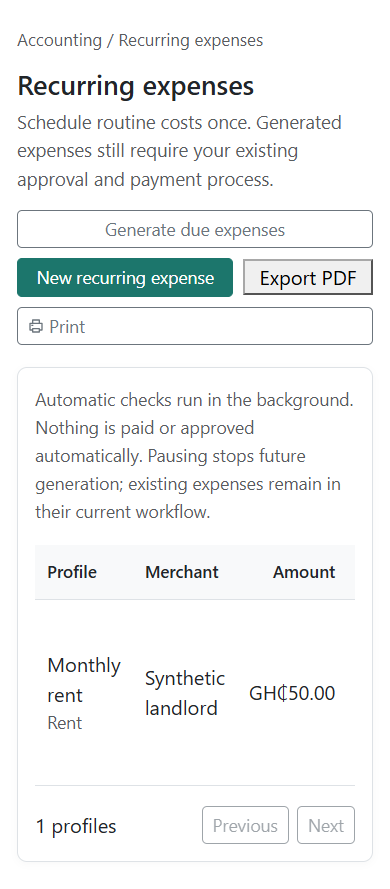 Accounting / Recurring expenses
Recurring expenses
Schedule routine costs once. Generated
expenses still require your existing
approval and payment process.
Generate due expenses
New recurring expense
Export PDF
Print
Automatic checks run in the background.
Nothing is paid or approved
automatically. Pausing stops future
generation; existing expenses remain in
their current workflow.
Profile Merchant Amount
Monthly
rent
Rent
Synthetic
landlord
GH₵50.00
1 profiles
Previous
Next